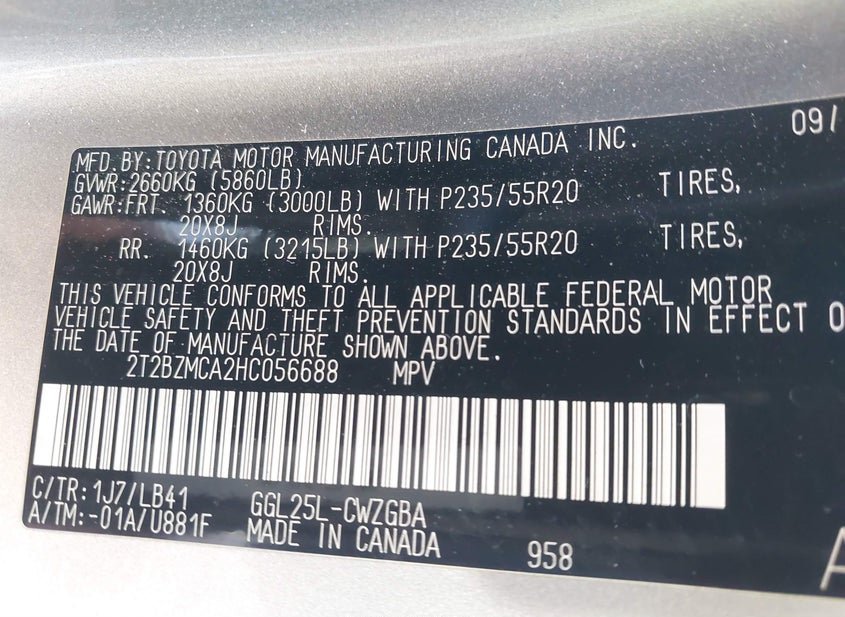 09/
MFD. BY: TOYOTA MOTOR MANUFACTURING CANADA INC.
GVWR: 2660KG (5860LB)
GAWR: FRT. 1360KG (3000LB) WITH P235/55R20 TIRES,
20X8J RIMS.
RR. 1460KG (3215LB) WITH P235/55R20 TIRES,
20X8J RIMS.
THIS VEHICLE CONFORMS TO ALL APPLICABLE FEDERAL MOTOR
VEHICLE SAFETY AND THEFT PREVENTION STANDARDS IN EFFECT O
THE DATE OF MANUFACTURE SHOWN ABOVE.
2T2BZMCA2HC056688 MPV
C/TR: 1J7/LB41 GGL25L-CWZGBA
A/TM: -01A/U881F MADE IN CANADA 958